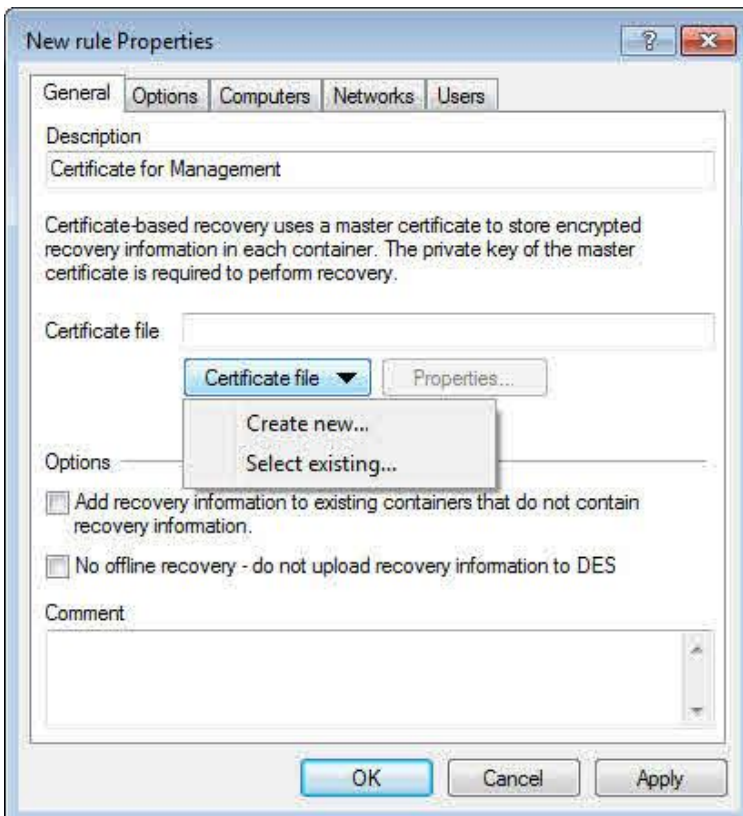 New rule Properties
General Options Computers Networks Users
Description
Certificate for Management
Certificate-based recovery uses a master certificate to store encrypted
recovery information in each container. The private key of the master
certificate is required to perform recovery.
Certificate file
Certificate file Properties...
Create new...
Select existing...
Options
Add recovery information to existing containers that do not contain
recovery information.
No offline recovery - do not upload recovery information to DES
Comment
OK Cancel Apply